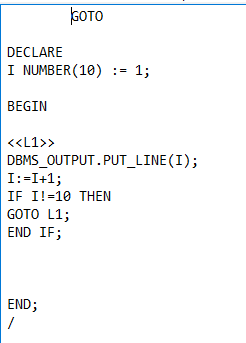 GOTO
DECLARE
I NUMBER(10) := 1;
BEGIN
<<L1>>
DBMS_OUTPUT.PUT_LINE(I);
I:=I+1;
IF I!=10 THEN
GOTO L1;
END IF;
END;
/